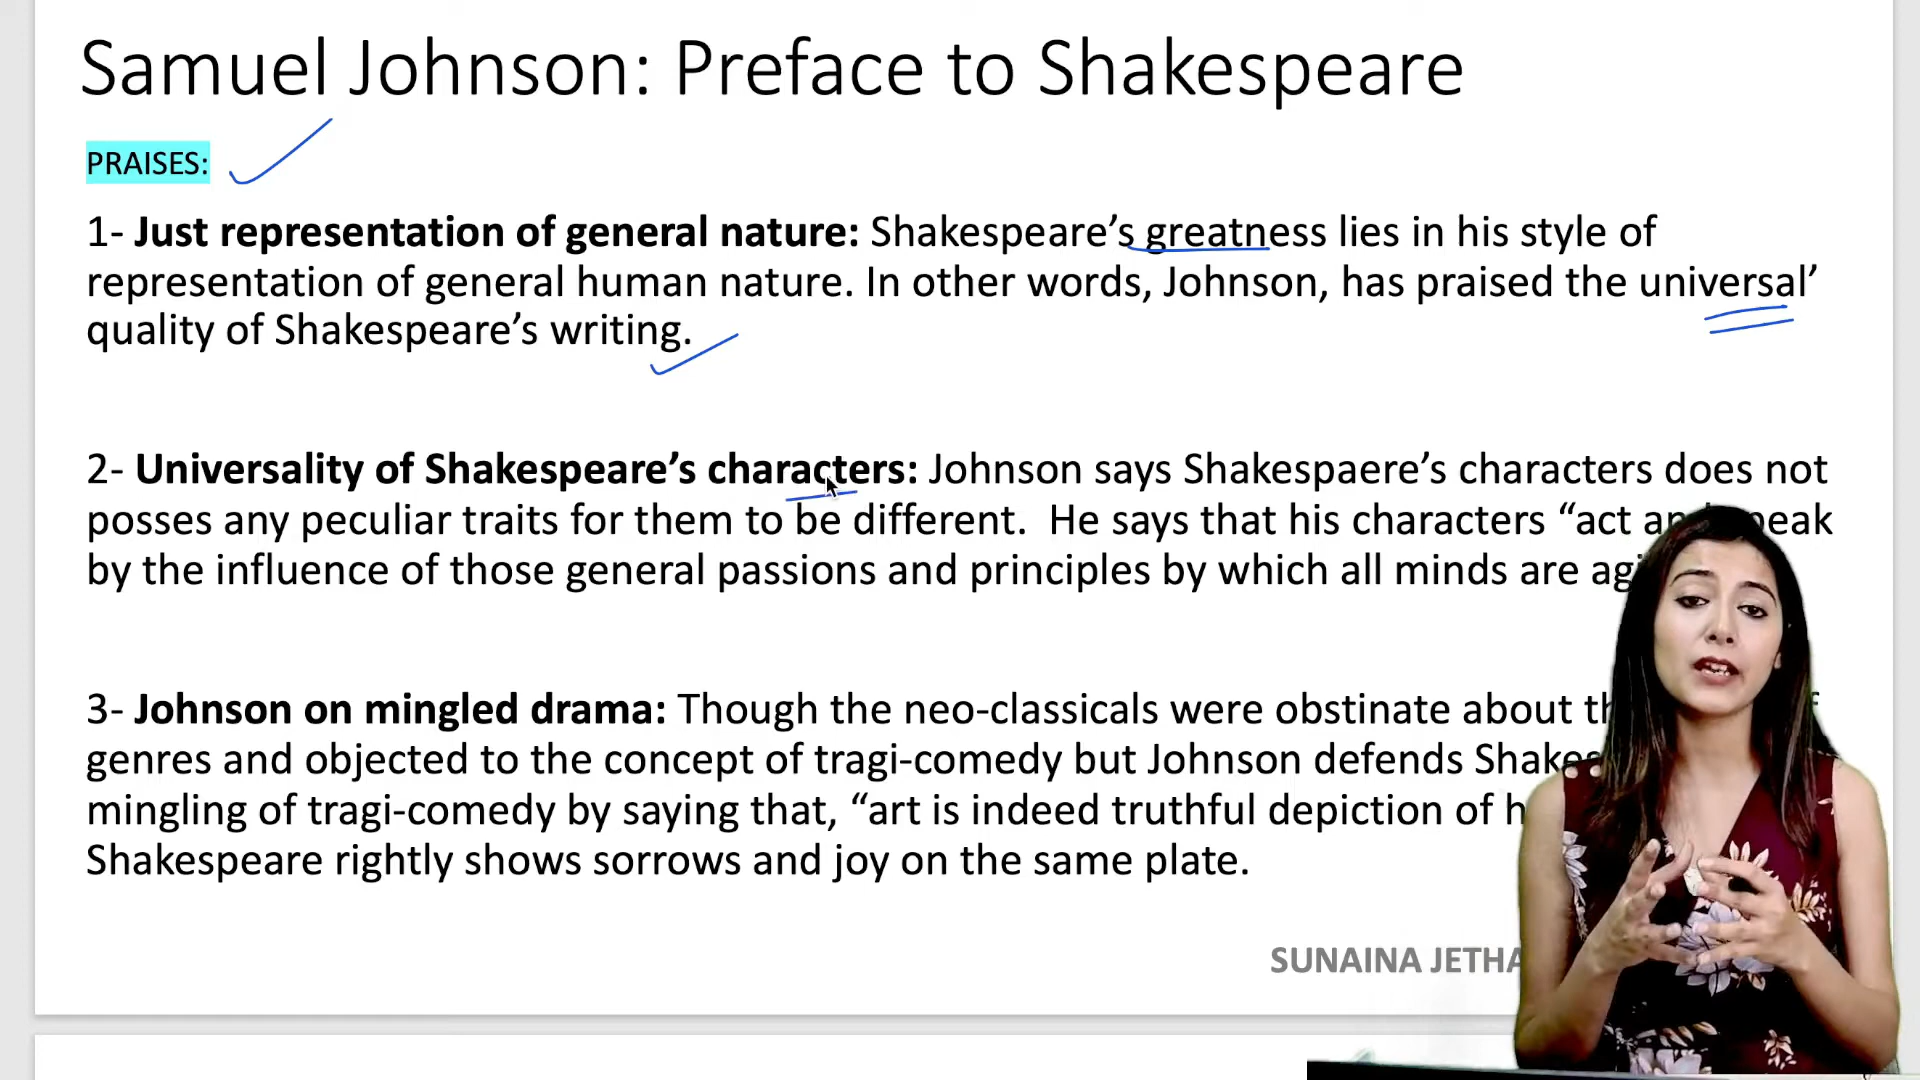 Samuel Johnson: Preface to Shakespeare
PRAISES:
1- Just representation of general nature: Shakespeare’s greatness lies in his style of
representation of general human nature. In other words, Johnson, has praised the universal’
quality of Shakespeare’s writing.
2- Universality of Shakespeare’s characters: Johnson says Shakespaere’s characters does not
posses any peculiar traits for them to be different. He says that his characters “act and speak
by the influence of those general passions and principles by which all minds are
3- Johnson on mingled drama: Though the neo-classicals were obstinate about
genres and objected to the concept of tragi-comedy but Johnson defends
mingling of tragi-comedy by saying that, “art is indeed truthful depiction of
Shakespeare rightly shows sorrows and joy on the same plate.
SUNAINA